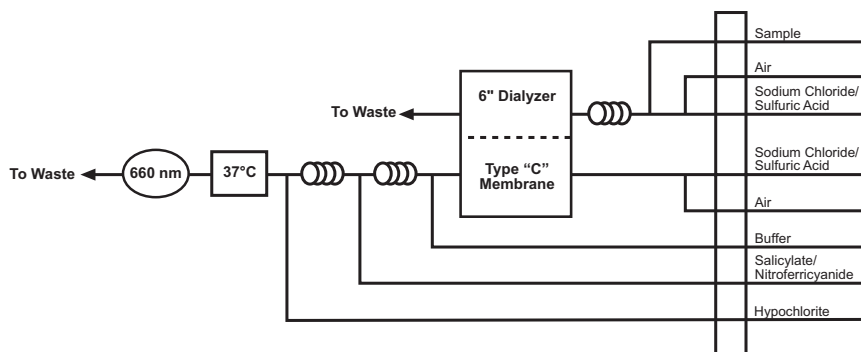 Sample
Air
Sodium Chloride/
Sulfuric Acid
6" Dialyzer
To Waste
Type “C”
Membrane
Sodium Chloride/
Sulfuric Acid
To Waste
660 nm
37°C
Air
Buffer
Salicylate/
Nitroferricyanide
Hypochlorite